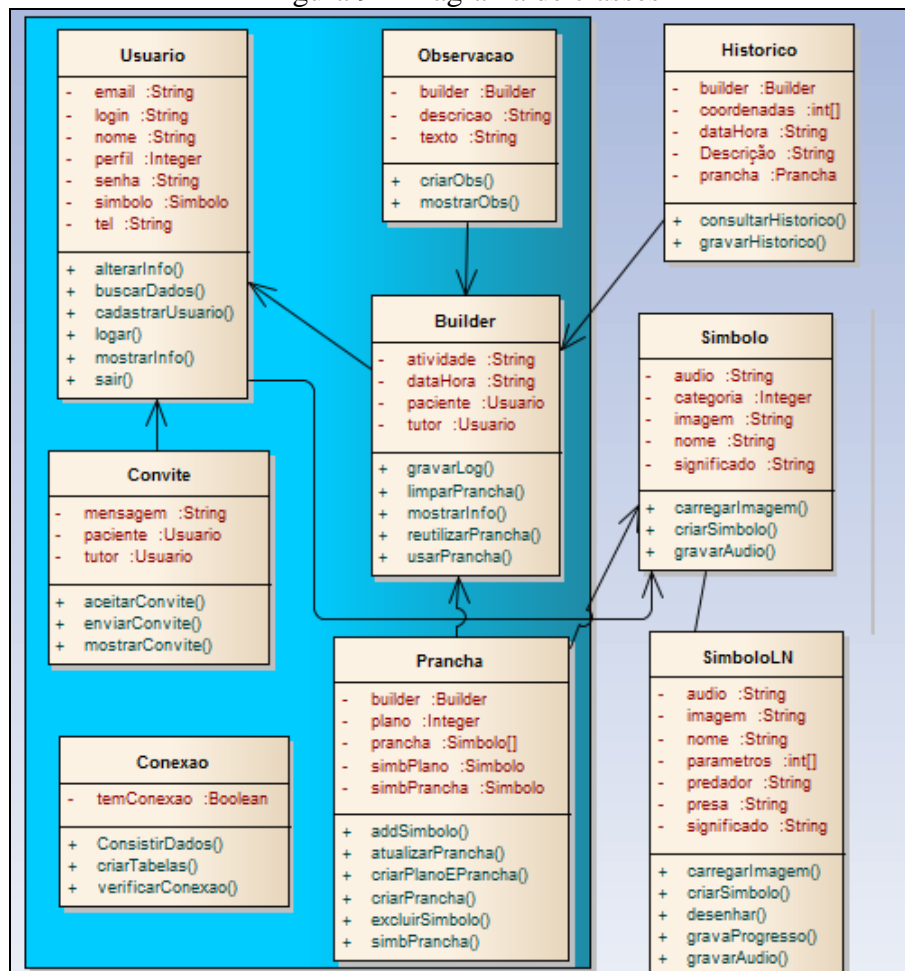 Usuario
- email :String
- login :String
- nome :String
- perfil :Integer
- senha :String
- simbolo :Simbolo
- tel :String
+ alterarInfo()
+ buscarDados()
+ cadastrarUsuario()
+ logar()
+ mostrarInfo()
+ sair()
Observacao
- builder :Builder
- descricao :String
- texto :String
+ criarObs()
+ mostrarObs()
Historico
- builder :Builder
- coordenadas :int[]
- dataHora :String
- Descrição :String
- prancha :Prancha
+ consultarHistorico()
+ gravarHistorico()
Builder
- atividade :String
- dataHora :String
- paciente :Usuario
- tutor :Usuario
+ gravarLog()
+ limparPrancha()
+ mostrarInfo()
+ reutilizarPrancha()
+ usarPrancha()
Simbolo
- audio :String
- categoria :Integer
- imagem :String
- nome :String
- significado :String
+ carregarImagem()
+ criarSimbolo()
+ gravarAudio()
Convite
- mensagem :String
- paciente :Usuario
- tutor :Usuario
+ aceitarConvite()
+ enviarConvite()
+ mostrarConvite()
Prancha
- builder :Builder
- plano :Integer
- prancha :Simbolo[]
- simbPlano :Simbolo
- simbPrancha :Simbolo
+ addSimbolo()
+ atualizarPrancha()
+ criarPlanoEPrancha()
+ criarPrancha()
+ excluirSimbolo()
+ simbPrancha()
SimboloLN
- audio :String
- imagem :String
- nome :String
- parametros :int[]
- predador :String
- presa :String
- significado :String
+ carregarImagem()
+ criarSimbolo()
+ desenhar()
+ gravaProgresso()
+ gravarAudio()
Conexao
- temConexao :Boolean
+ ConsistirDados()
+ criarTabelas()
+ verificarConexao()